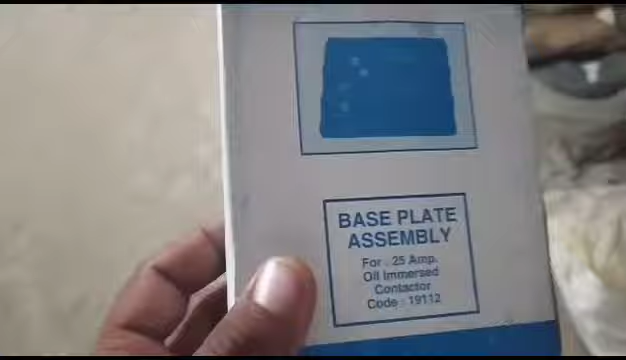 BASE PLATE
ASSEMBLY
For : 25 Amp.
Oil Immersed
Contactor
Code : 19112